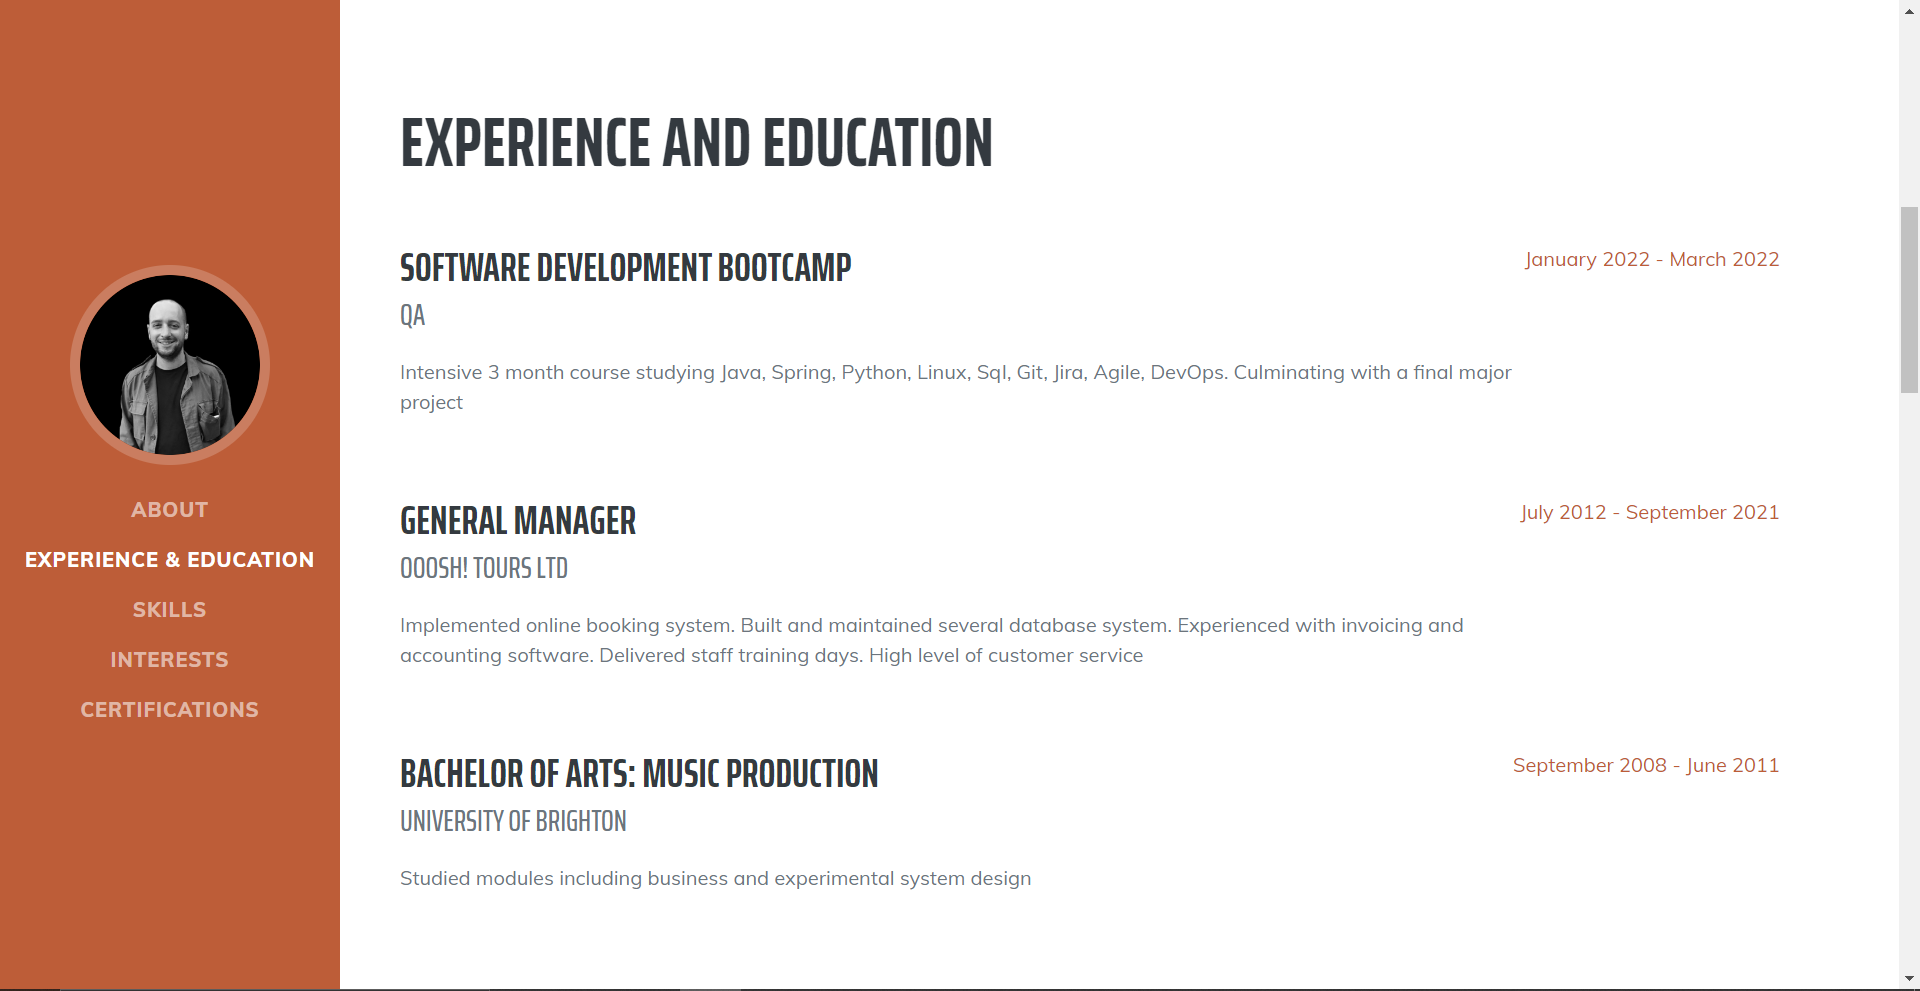 ABOUT
EXPERIENCE & EDUCATION
SKILLS
INTERESTS
CERTIFICATIONS
EXPERIENCE AND EDUCATION
SOFTWARE DEVELOPMENT BOOTCAMP
January 2022 - March 2022
QA
Intensive 3 month course studying Java, Spring, Python, Linux, Sql, Git, Jira, Agile, DevOps. Culminating with a final major
project
GENERAL MANAGER
July 2012 - September 2021
OOOSH! TOURS LTD
Implemented online booking system. Built and maintained several database system. Experienced with invoicing and
accounting software. Delivered staff training days. High level of customer service
BACHELOR OF ARTS: MUSIC PRODUCTION
September 2008 - June 2011
UNIVERSITY OF BRIGHTON
Studied modules including business and experimental system design